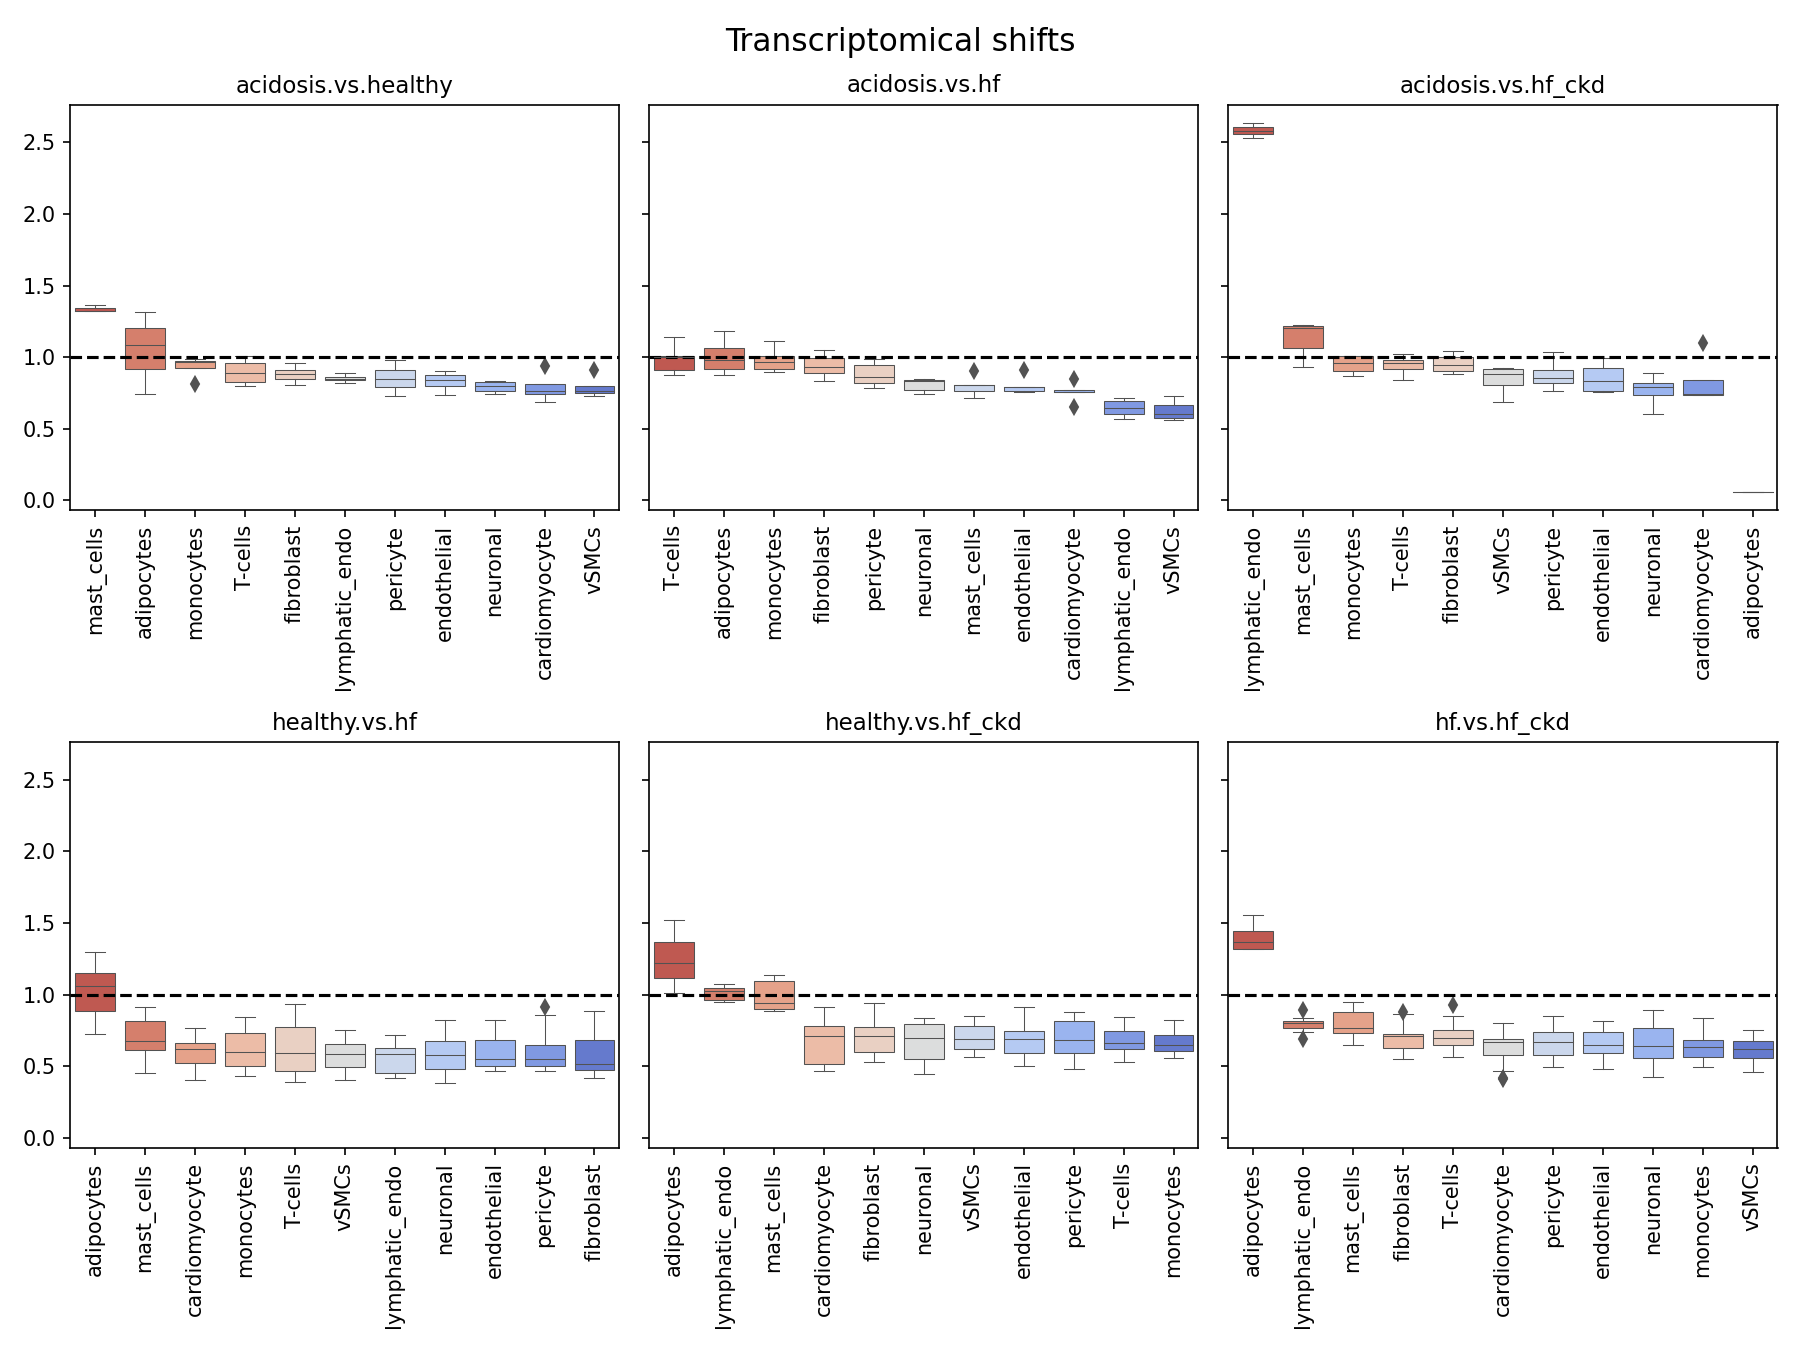 Transcriptomical shifts
acidosis.vs.healthy
2.5
2.0
1.5
1.0
0.5
0.0
mast_cells
adipocytes
monocytes
T-cells
fibroblast
lymphatic_endo
pericyte
endothelial
neuronal
cardiomyocyte
vSMCs
acidosis.vs.hf
T-cells
adipocytes
monocytes
fibroblast
pericyte
neuronal
mast_cells
endothelial
cardiomyocyte
lymphatic_endo
vSMCs
acidosis.vs.hf_ckd
lymphatic_endo
mast_cells
monocytes
T-cells
fibroblast
vSMCs
pericyte
endothelial
neuronal
cardiomyocyte
adipocytes
healthy.vs.hf
2.5
2.0
1.5
1.0
0.5
0.0
adipocytes
mast_cells
cardiomyocyte
monocytes
T-cells
vSMCs
lymphatic_endo
neuronal
endothelial
pericyte
fibroblast
healthy.vs.hf_ckd
adipocytes
lymphatic_endo
mast_cells
cardiomyocyte
fibroblast
neuronal
vSMCs
endothelial
pericyte
T-cells
monocytes
hf.vs.hf_ckd
adipocytes
lymphatic_endo
mast_cells
fibroblast
T-cells
cardiomyocyte
pericyte
endothelial
neuronal
monocytes
vSMCs